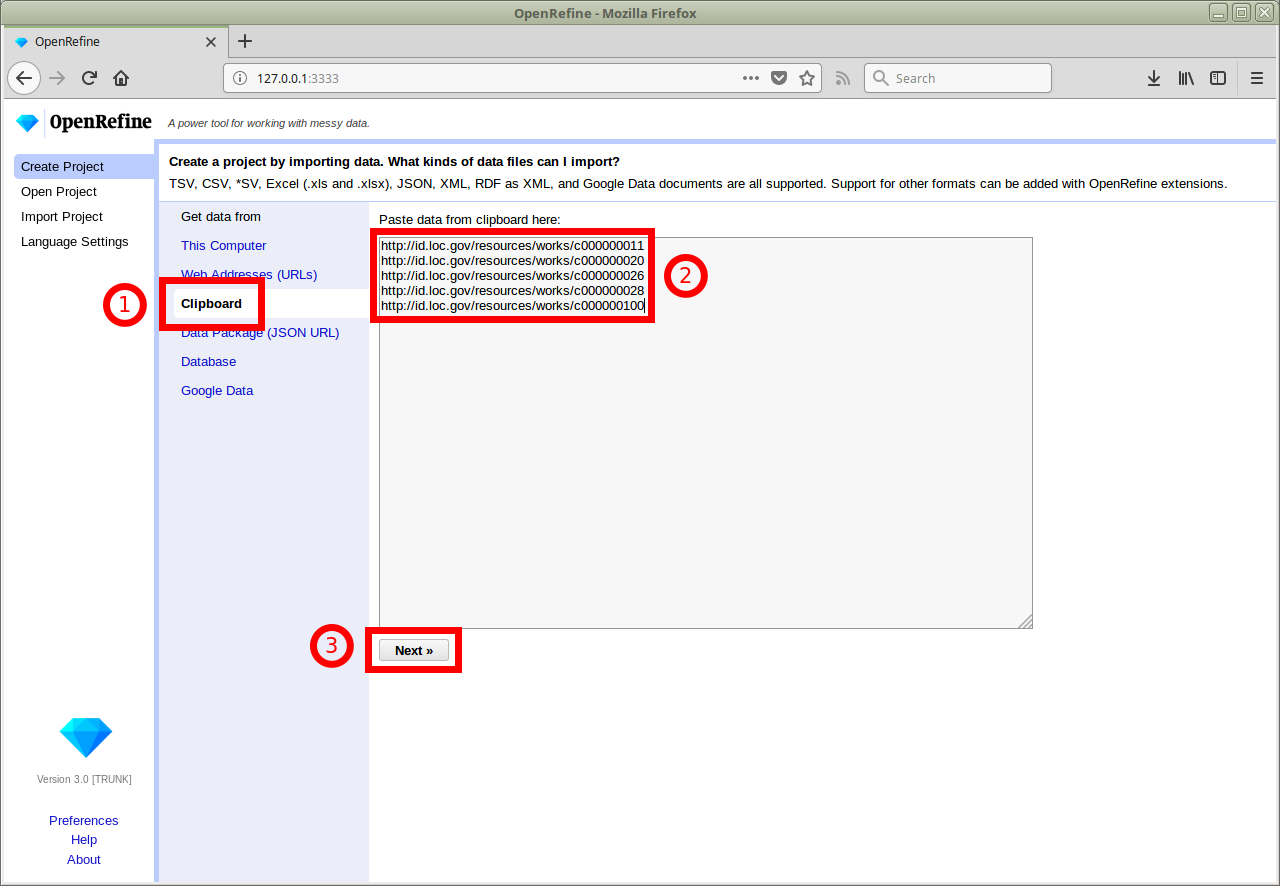 OpenRefine - Mozilla Firefox
OpenRefine
127.0.0.1:3333
Search
OpenRefine
A power tool for working with messy data.
Create Project
Open Project
Import Project
Language Settings
Create a project by importing data. What kinds of data files can I import?
TSV, CSV, *SV, Excel (.xls and .xlsx), JSON, XML, RDF as XML, and Google Data documents are all supported. Support for other formats can be added with OpenRefine extensions.
Get data from
This Computer
Web Addresses (URLs)
1
Clipboard
Data Package (JSON URL)
Database
Google Data
Paste data from clipboard here:
http://id.loc.gov/resources/works/c000000011
http://id.loc.gov/resources/works/c000000020
http://id.loc.gov/resources/works/c000000026
http://id.loc.gov/resources/works/c000000028
http://id.loc.gov/resources/works/c000000100
2
3
Next »
Version 3.0 [TRUNK]
Preferences
Help
About